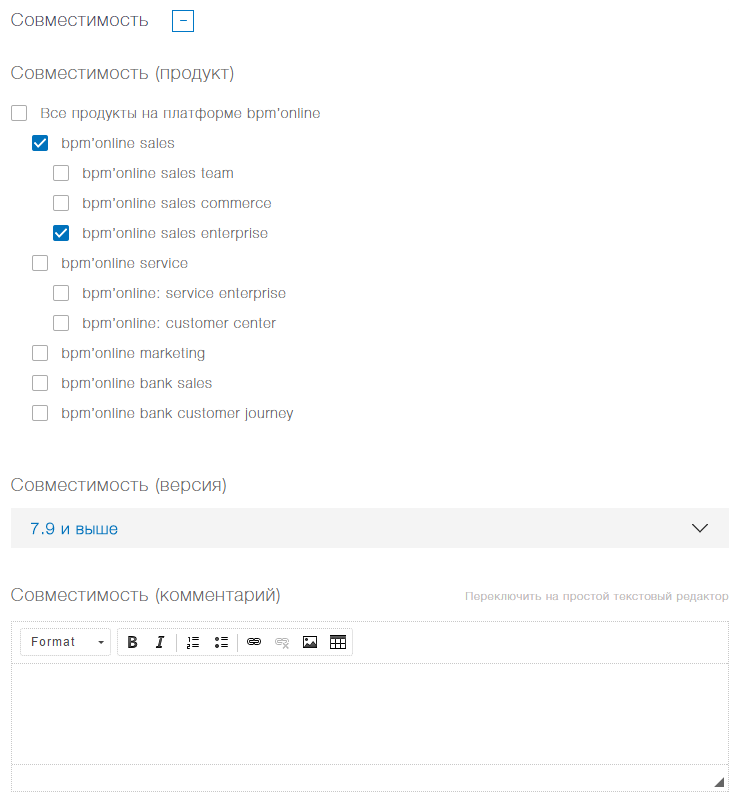 Совместимость
Совместимость (продукт)
Все продукты на платформе bpm'online
bpm'online sales
bpm'online sales team
bpm'online sales commerce
bpm'online sales enterprise
bpm'online service
bpm'online: service enterprise
bpm'online: customer center
bpm'online marketing
bpm'online bank sales
bpm'online bank customer journey
Совместимость (версия)
7.9 и выше
Совместимость (комментарий) Переключить на простой текстовый редактор
Format B I